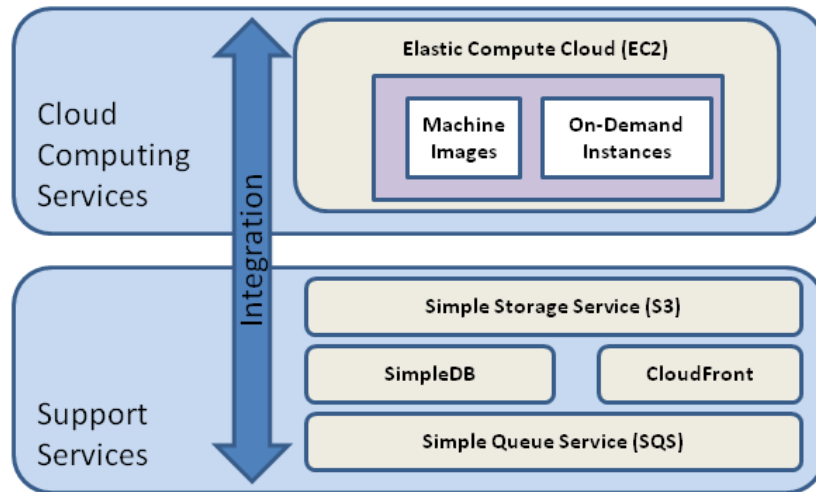 Elastic Compute Cloud (EC2)
Machine
Images
On-Demand
Instances
Cloud
Computing
Services
Integration
Simple Storage Service (S3)
SimpleDB
CloudFront
Simple Queue Service (SQS)
Support
Services